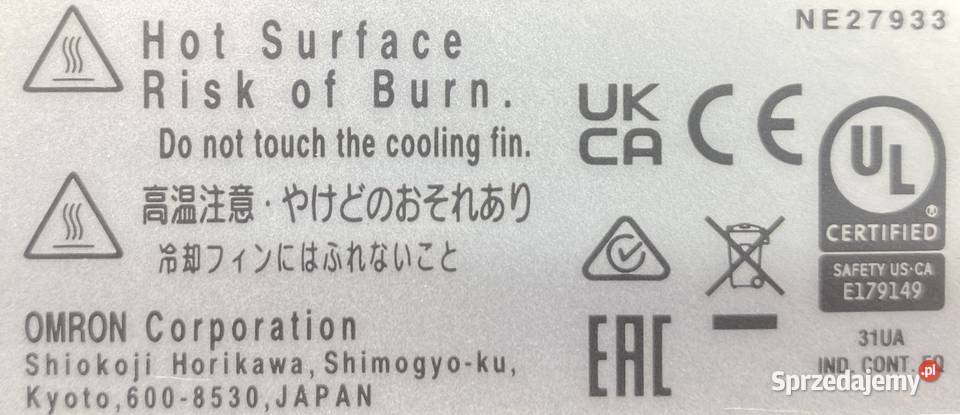 NE27933
Hot Surface
Risk of Burn.
Do not touch the cooling fin.
高温注意・やけどのおそれあり
冷却フィンにはふれないこと
OMRON Corporation
Shiokoji Horikawa,Shimogyo-ku,
Kyoto,600-8530,JAPAN
UK
CA
CE
UL
®
CERTIFIED
SAFETY US·CA
E179149
EAC
31UA
IND. CONT. EQ
Sprzedajemy.pl